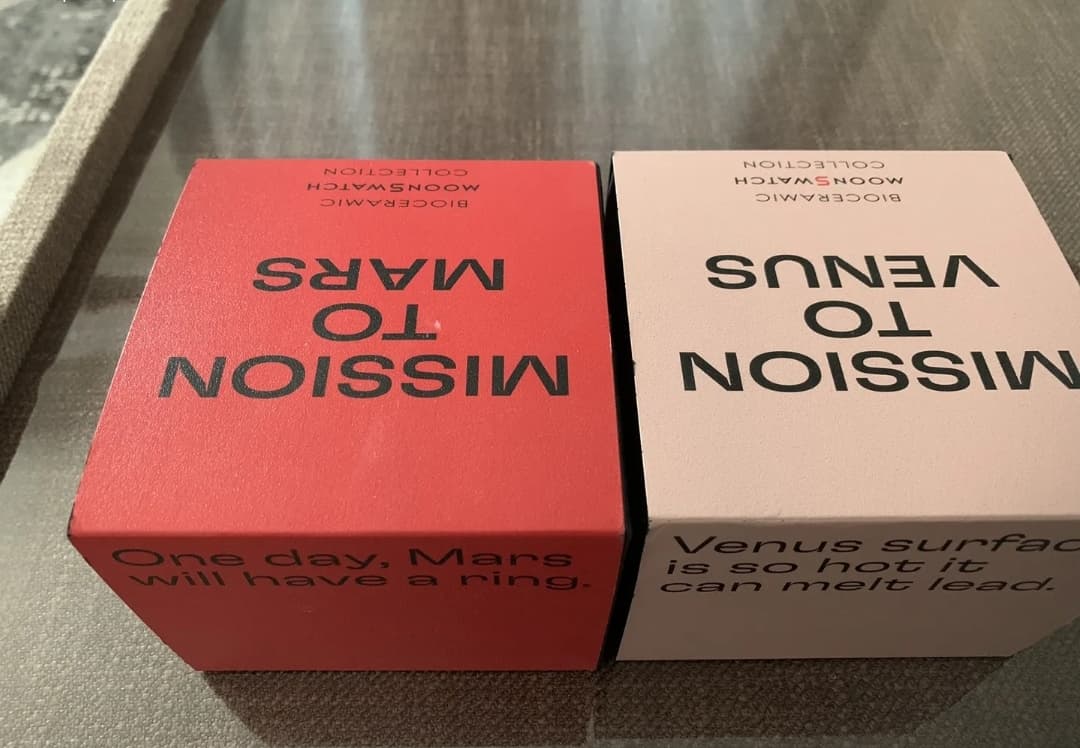 MISSION
TO
MARS
BIOCERAMIC
MOONSWATCH
COLLECTION
One day, Mars
will have a ring.
MISSION
TO
VENUS
BIOCERAMIC
MOONSWATCH
COLLECTION
Venus surfac
is so hot it
can melt lead.